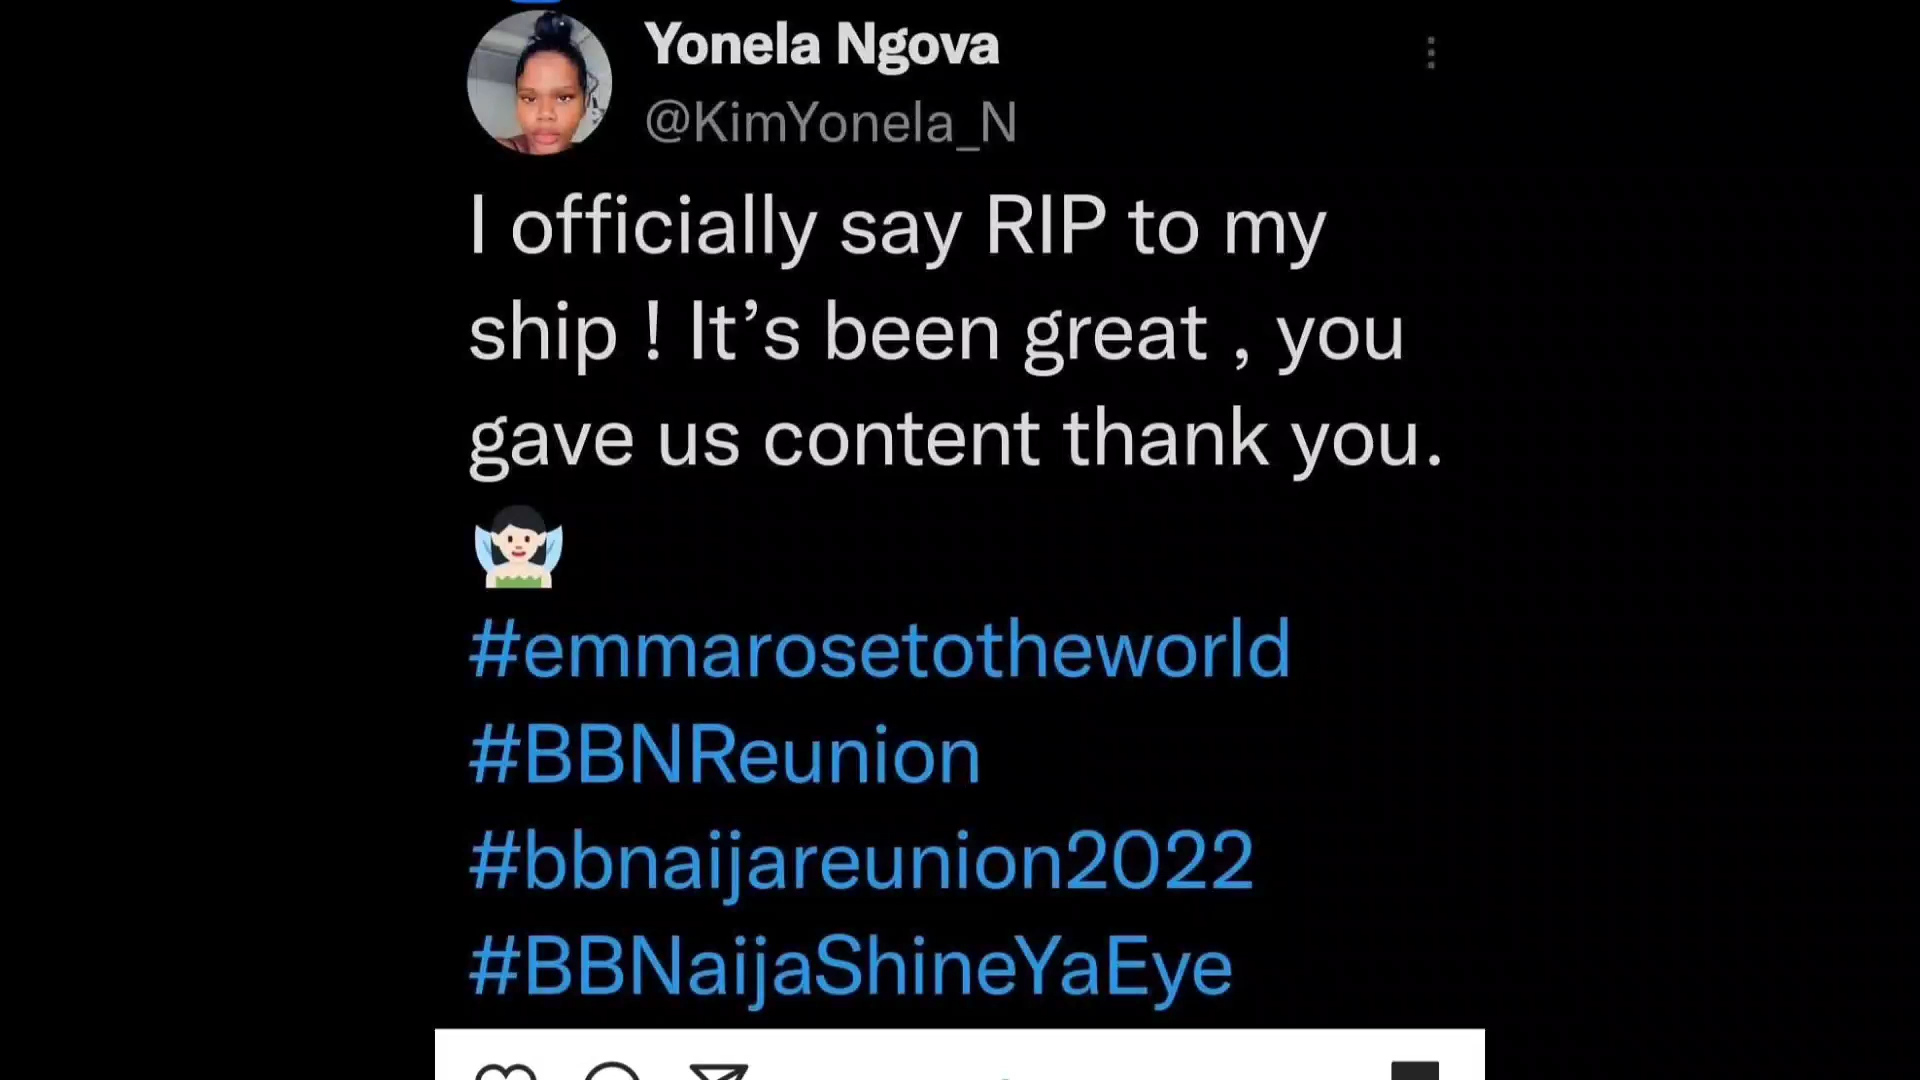 Yonela Ngova
@KimYonela_N
I officially say RIP to my
ship ! It’s been great , you
gave us content thank you.
#emmarosetotheworld
#BBNReunion
#bbnaijareunion2022
#BBNaijaShineYaEye